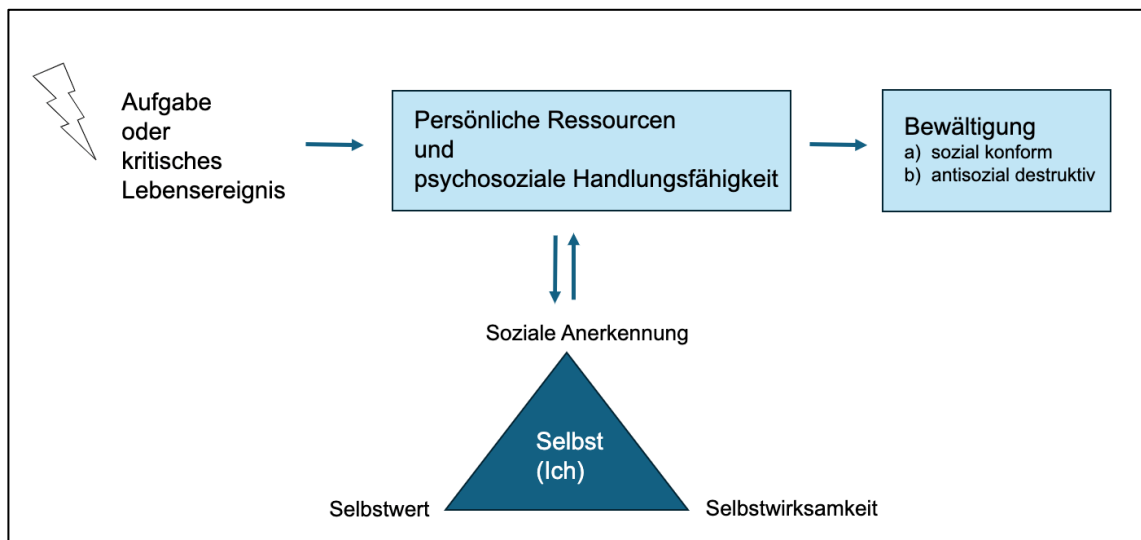 Aufgabe
oder
kritisches
Lebensereignis
Persönliche Ressourcen
und
psychosoziale Handlungsfähigkeit
Bewältigung
a) sozial konform
b) antisozial destruktiv
Soziale Anerkennung
Selbst
(Ich)
Selbstwert
Selbstwirksamkeit